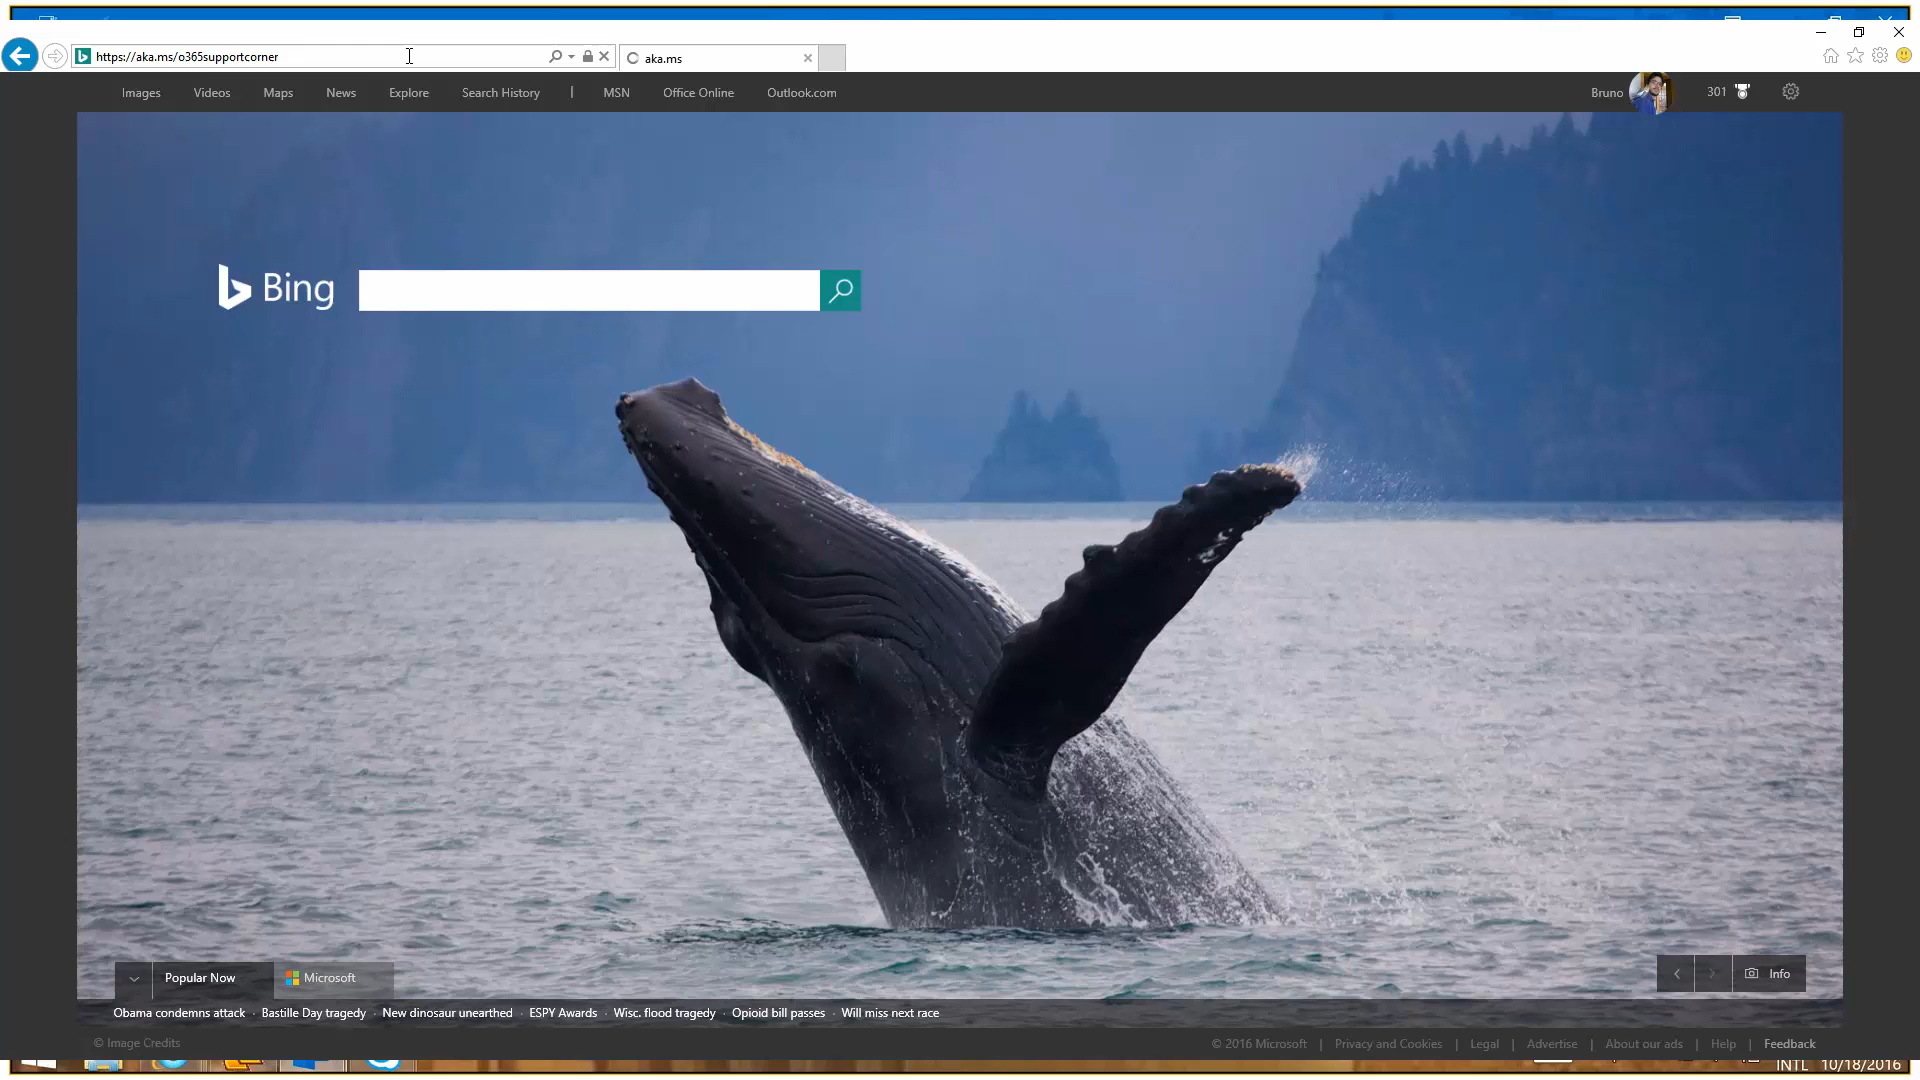 https://aka.ms/o365supportcorner
aka.ms
Images Videos Maps News Explore Search History | MSN Office Online Outlook.com
Bruno 301
Bing
Popular Now Microsoft
Info
Obama condemns attack · Bastille Day tragedy · New dinosaur unearthed · ESPY Awards · Wisc. flood tragedy · Opioid bill passes · Will miss next race
© Image Credits
© 2016 Microsoft | Privacy and Cookies | Legal | Advertise | About our ads | Help | Feedback
INTL 10/18/2016